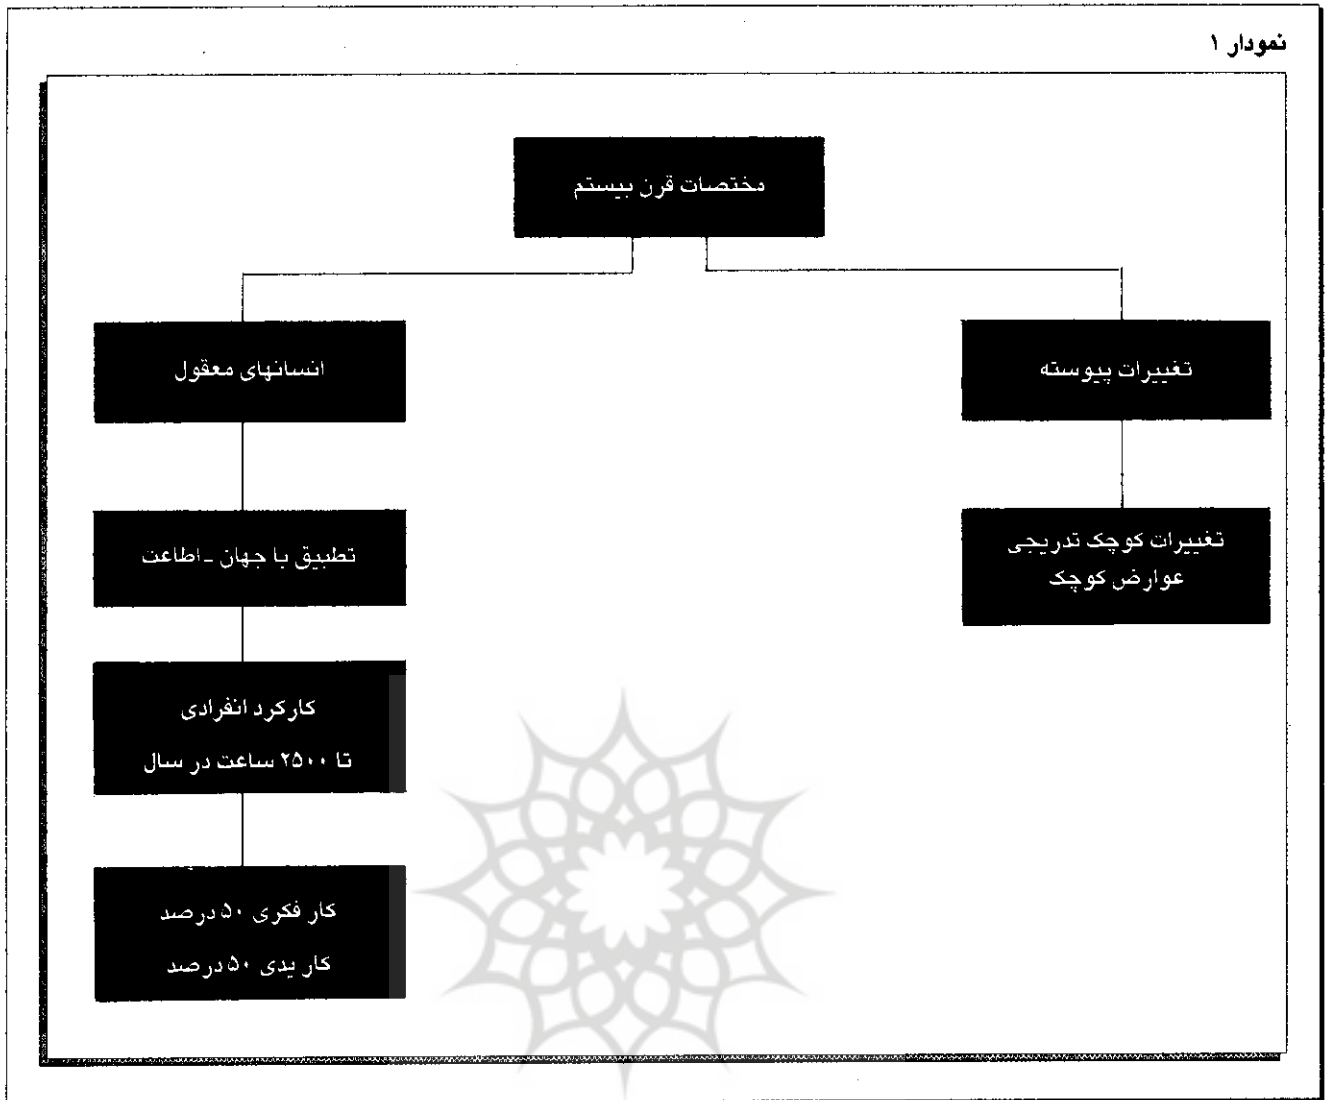 نمودار ۱
مختصات قرن بیستم
تغییرات پیوسته
انسانهای معقول
تغییرات کوچک تدریجی
عوارض کوچک
تطبیق با جهان ـ اطاعت
کارکرد انفرادی
تا ۲۵۰۰ ساعت در سال
کار فکری ۵۰ درصد
کار یدی ۵۰ درصد